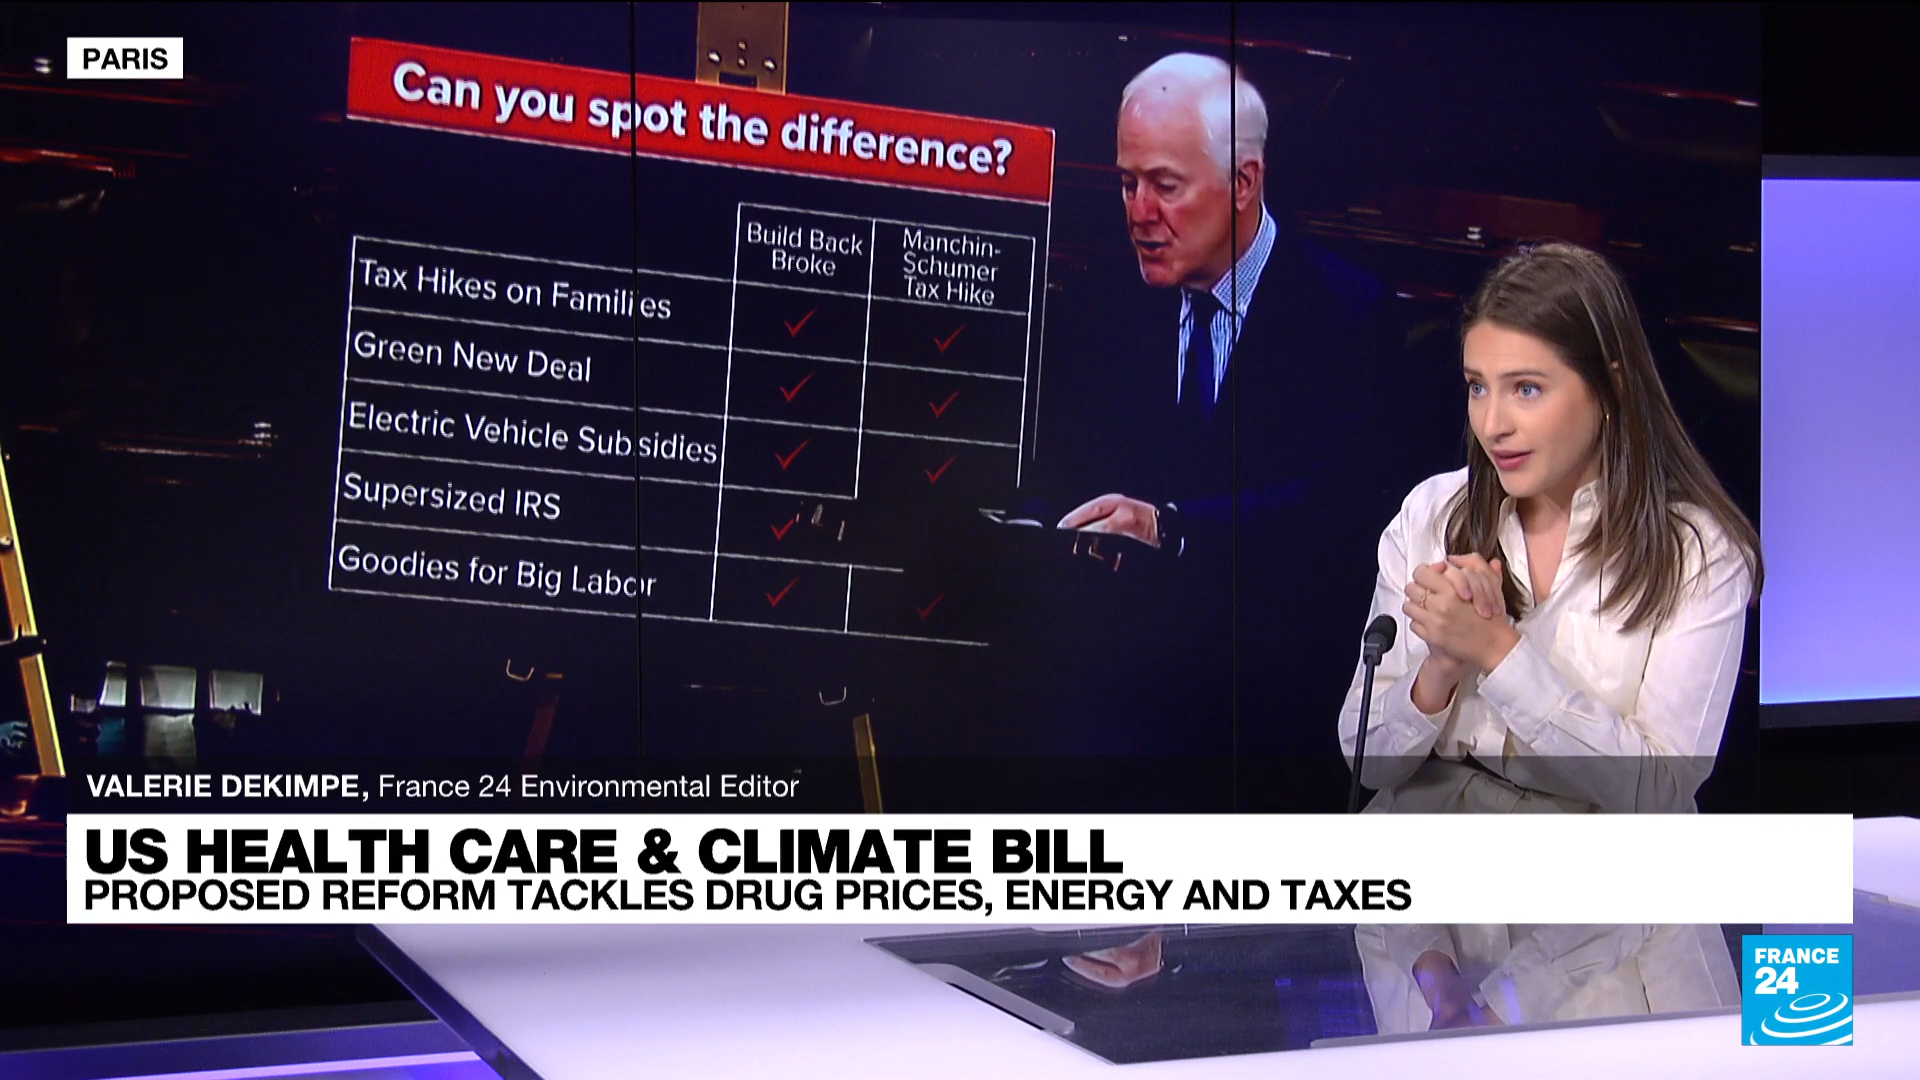 PARIS
Can you spot the difference?
Build Back
Broke
Manchin-
Schumer
Tax Hike
Tax Hikes on Families
Green New Deal
Electric Vehicle Subsidies
Supersized IRS
Goodies for Big Labor
VALERIE DEKIMPE, France 24 Environmental Editor
US HEALTH CARE & CLIMATE BILL
PROPOSED REFORM TACKLES DRUG PRICES, ENERGY AND TAXES
FRANCE
24